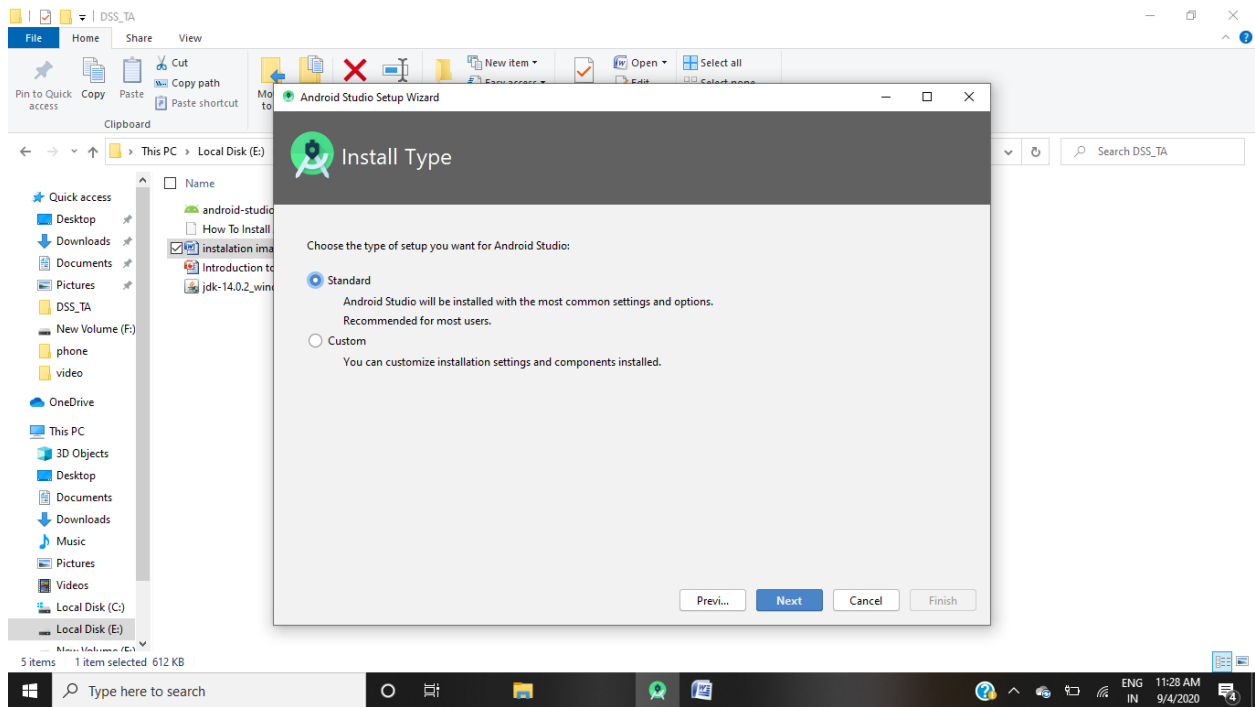 DSS_TA
File Home Share View
Pin to Quick access
Copy
Paste
Cut
Copy path
Paste shortcut
Clipboard
New item
Open
Select all
This PC Local Disk (E:)
Search DSS_TA
Quick access
Desktop
Downloads
Documents
Pictures
DSS_TA
New Volume (F:)
phone
video
OneDrive
This PC
3D Objects
Desktop
Documents
Downloads
Music
Pictures
Videos
Local Disk (C:)
Local Disk (E:)
Name
android-studio
How To Install
instalation ima
Introduction to
jdk-14.0.2_win
Android Studio Setup Wizard
Install Type
Choose the type of setup you want for Android Studio:
Standard
Android Studio will be installed with the most common settings and options.
Recommended for most users.
Custom
You can customize installation settings and components installed.
Previ... Next Cancel Finish
5 items 1 item selected 612 KB
Type here to search
ENG 11:28 AM
IN 9/4/2020
4